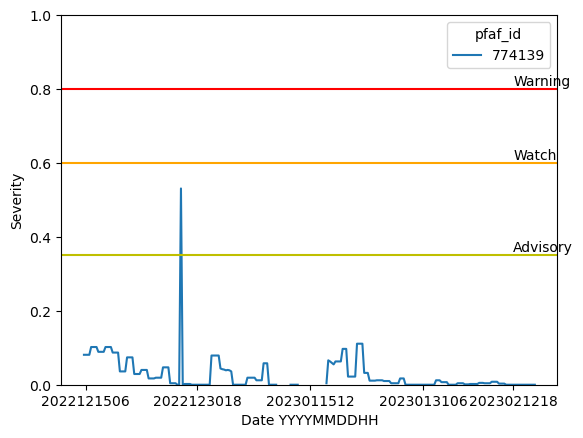 pfaf_id
774139
1.0
0.8
0.6
0.4
0.2
0.0
Warning
Watch
Advisory
Severity
2022121506 2022123018 2023011512 2023013106 2023021218
Date YYYYMMDDHH